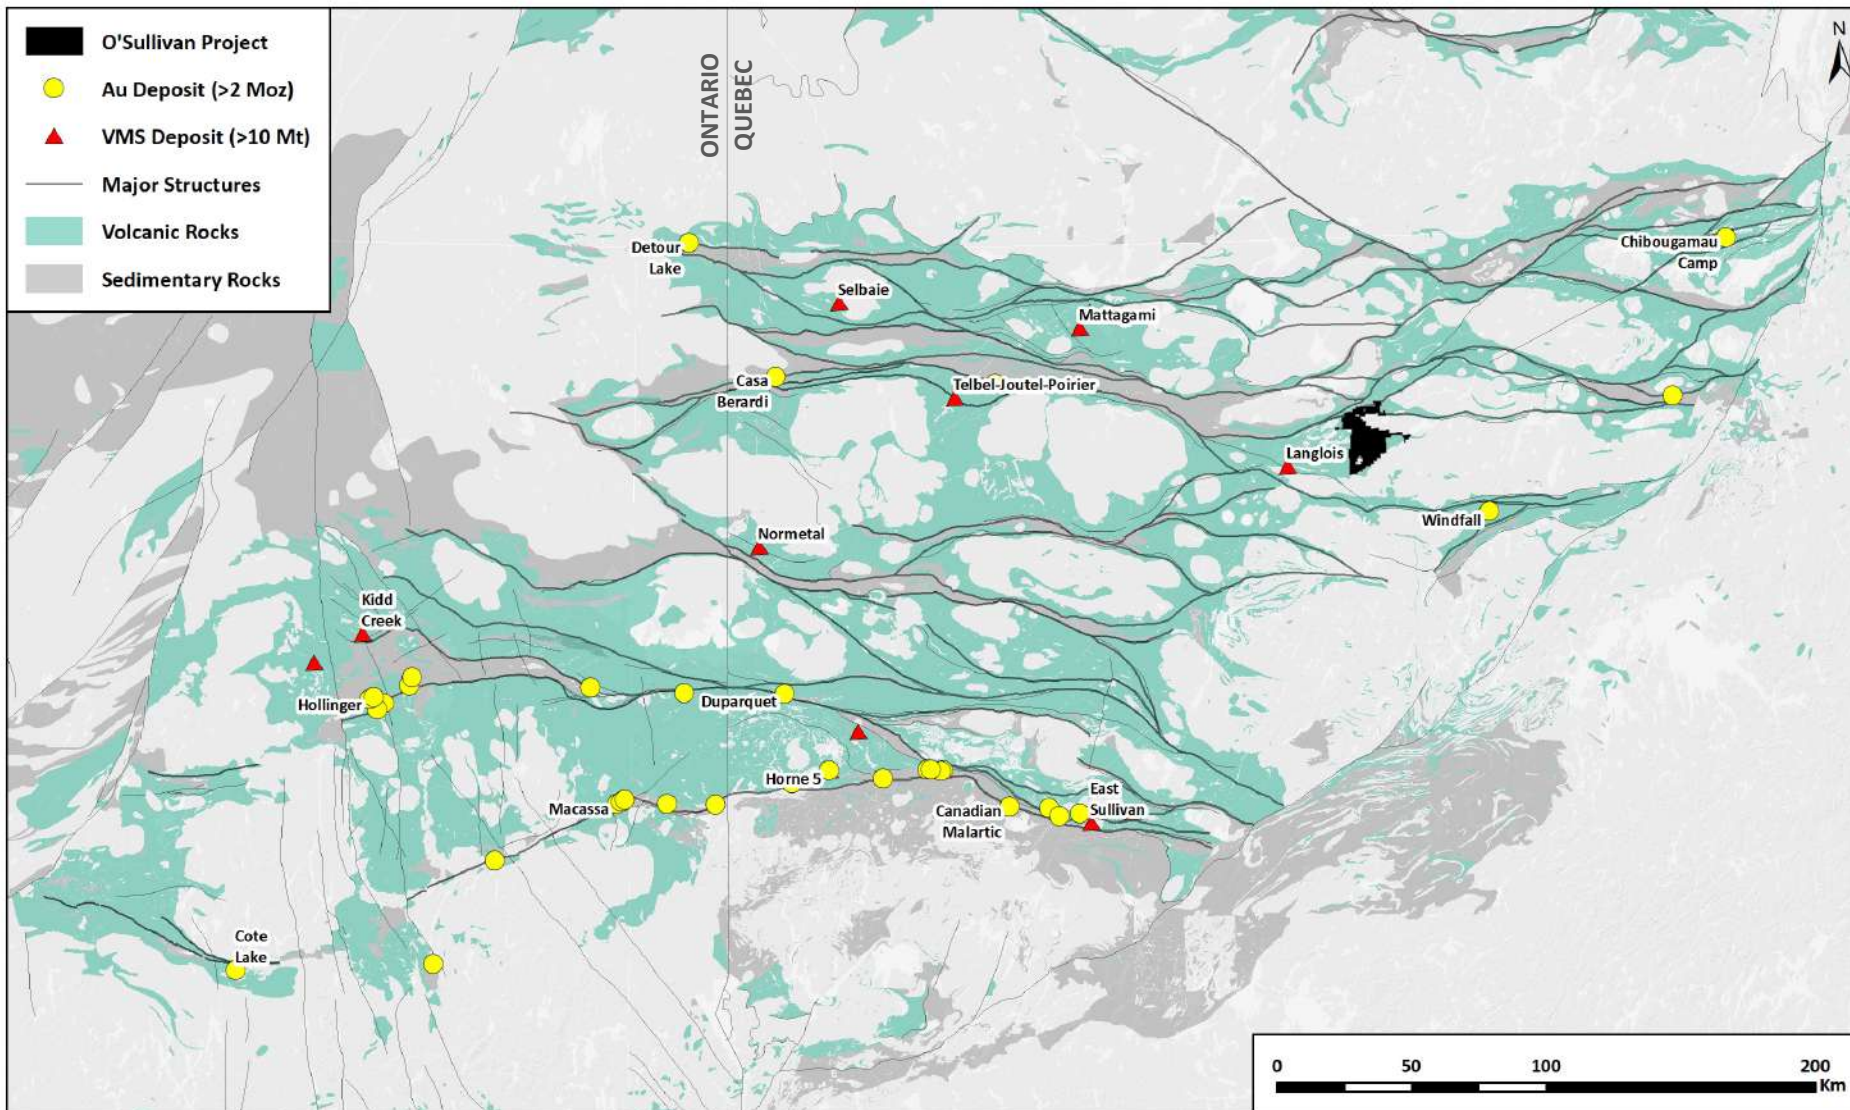 O'Sullivan Project
Au Deposit (>2 Moz)
VMS Deposit (>10 Mt)
Major Structures
Volcanic Rocks
Sedimentary Rocks
ONTARIO
QUEBEC
N
Detour
Lake
Selbaie
Mattagami
Chibougamau
Camp
Casa
Berardi
Telbel-Joutel-Poirier
Langlois
Windfall
Normetal
Kidd
Creek
Hollinger
Duparquet
Horne 5
Macassa
Canadian
Malartic
East
Sullivan
Cote
Lake
0 50 100 200
Km